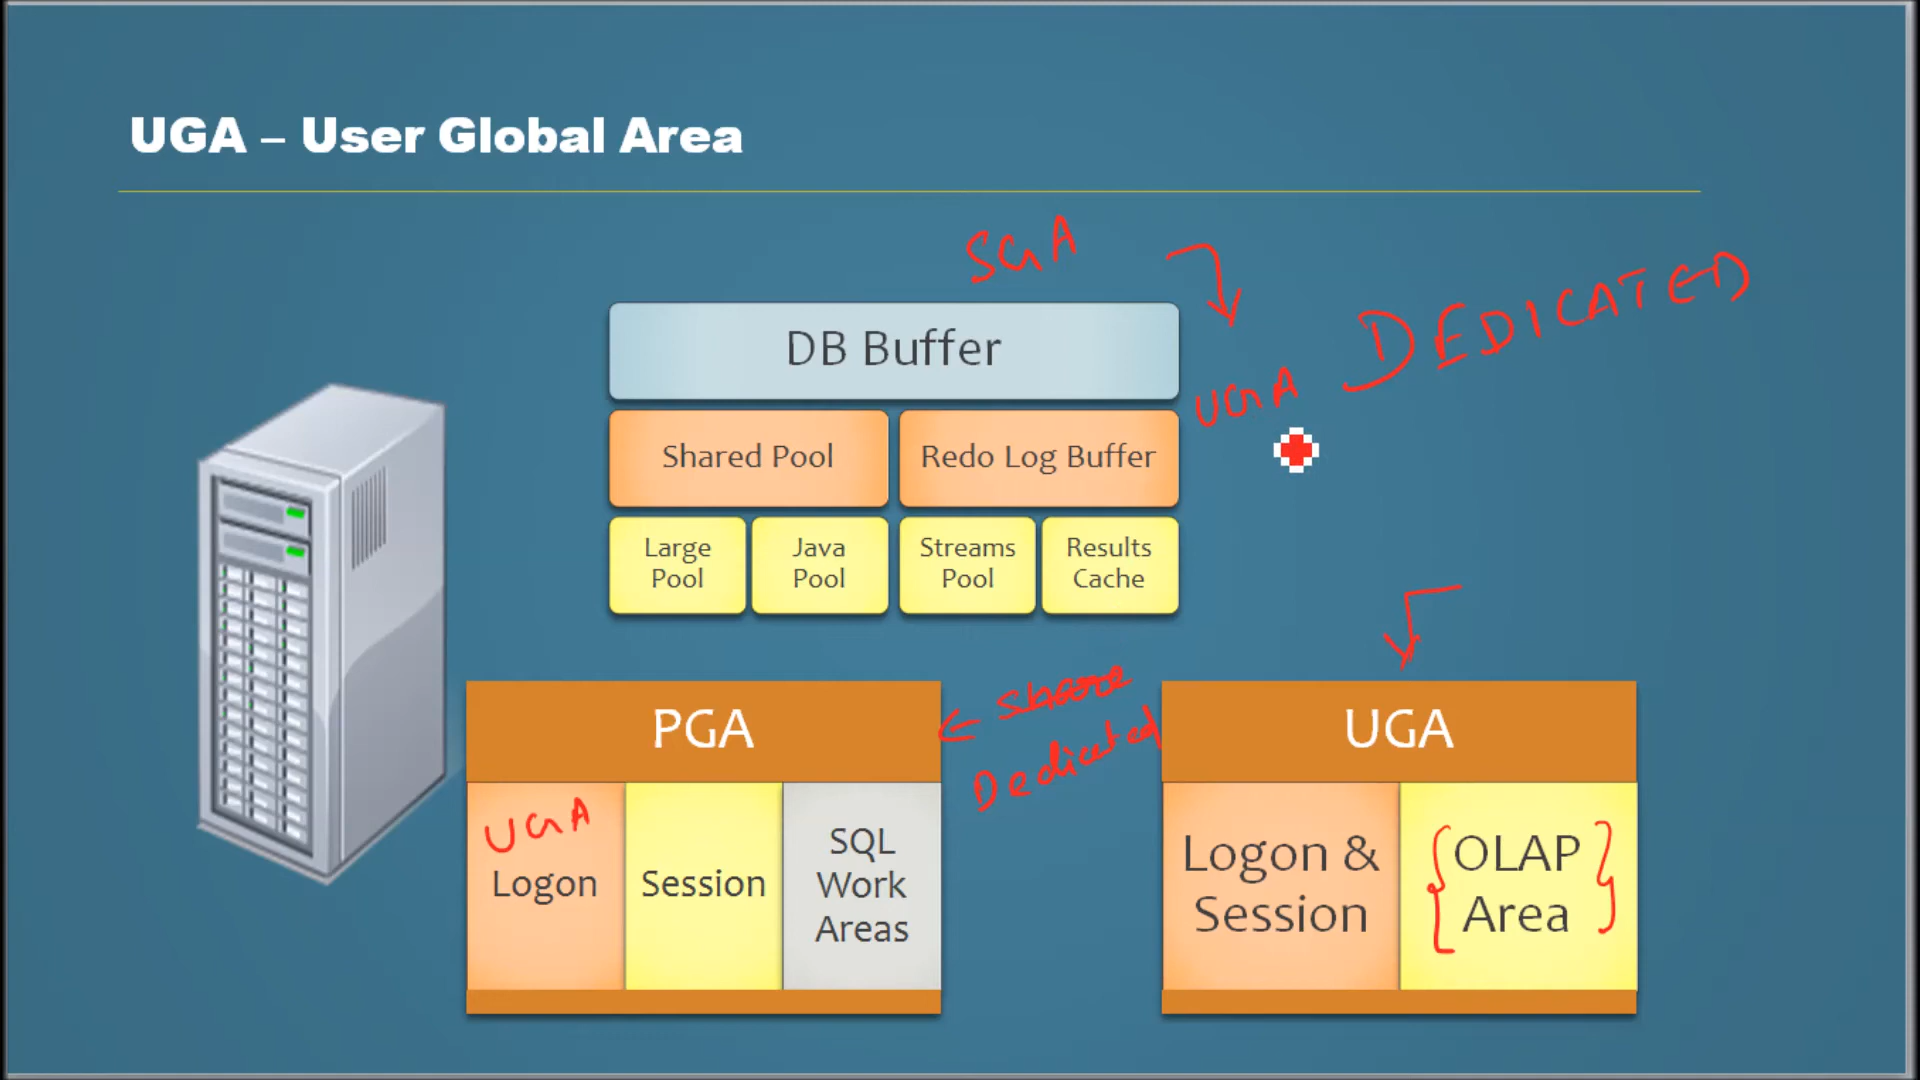 UGA – User Global Area
SGA
DEDICATED
DB Buffer
UGA
Shared Pool
Redo Log Buffer
Large
Pool
Java
Pool
Streams
Pool
Results
Cache
share
Dedicated
PGA
UGA
Logon
Session
SQL
Work
Areas
UGA
Logon &
Session
OLAP
Area